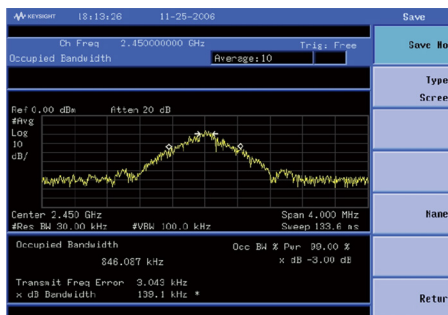 KEYSIGHT 18:13:26 11-25-2006 Save
Ch Freq 2.450000000 GHz Trig: Free
Occupied Bandwidth Average:10
Save No
Type
Scree
Ref 0.00 dBm Atten 20 dB
#Avg
Log
10
dB/
Center 2.450 GHz Span 4.000 MHz
#Res BW 30.00 kHz #VBW 100.0 kHz Sweep 133.6 ms
Name
Occupied Bandwidth Occ BW % Pwr 99.00 %
846.087 kHz x dB -3.00 dB
Transmit Freq Error 3.043 kHz
x dB Bandwidth 139.1 kHz *
Retur